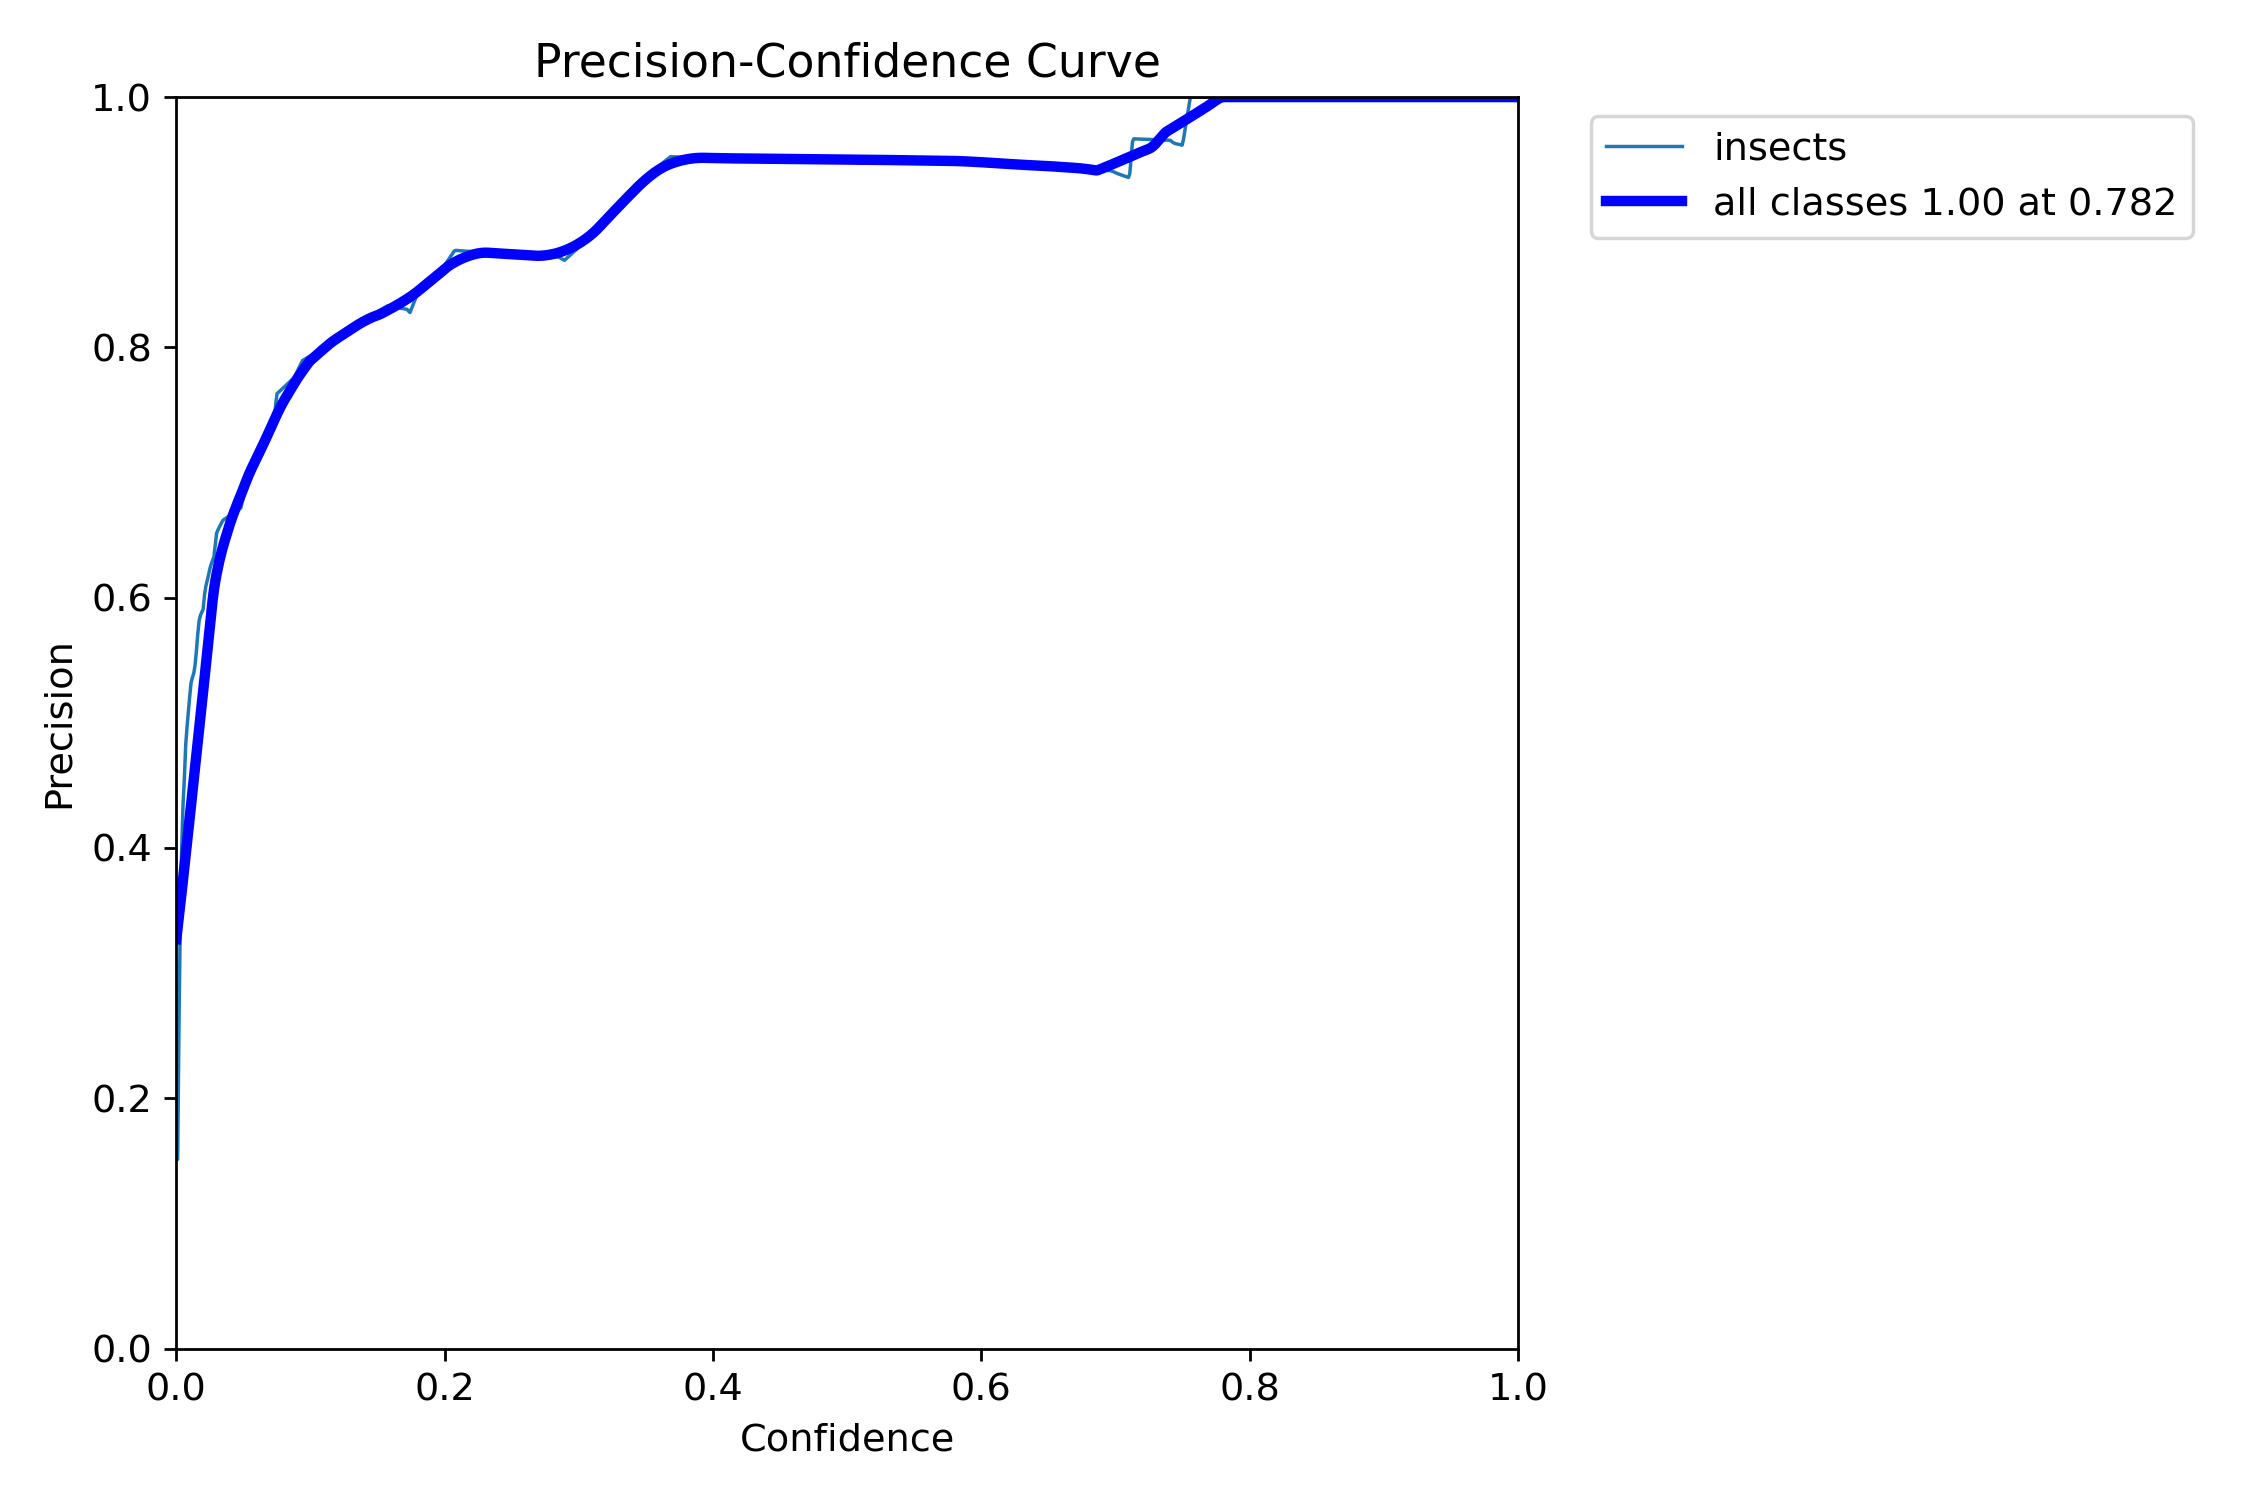 Precision-Confidence Curve
1.0
0.8
0.6
0.4
0.2
0.0
Precision
0.0 0.2 0.4 0.6 0.8 1.0
Confidence
insects
all classes 1.00 at 0.782